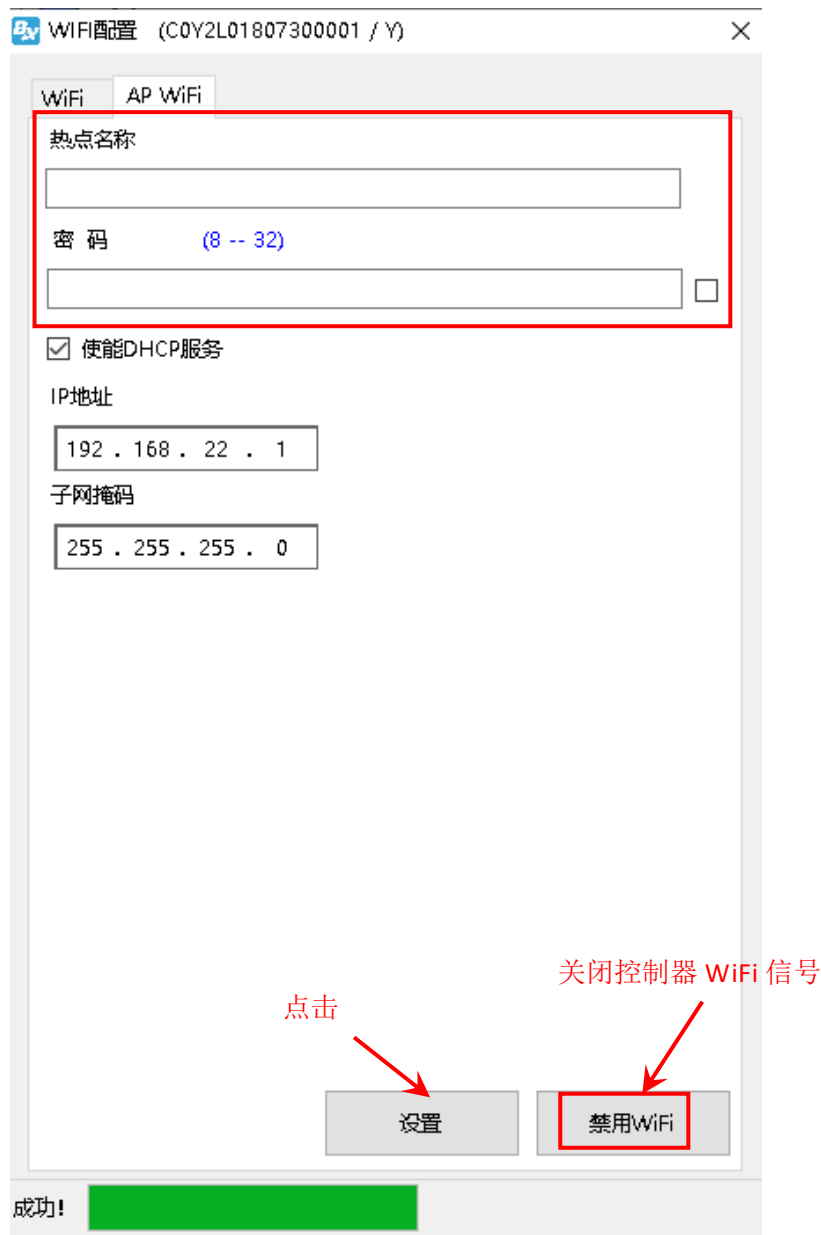 BX WIFI配置 (C0Y2L01807300001 / Y)
WiFi AP WiFi
热点名称
密 码 (8 -- 32)
使能DHCP服务
IP地址
192 . 168 . 22 . 1
子网掩码
255 . 255 . 255 . 0
关闭控制器 WiFi 信号
点击
设置 禁用WiFi
成功!